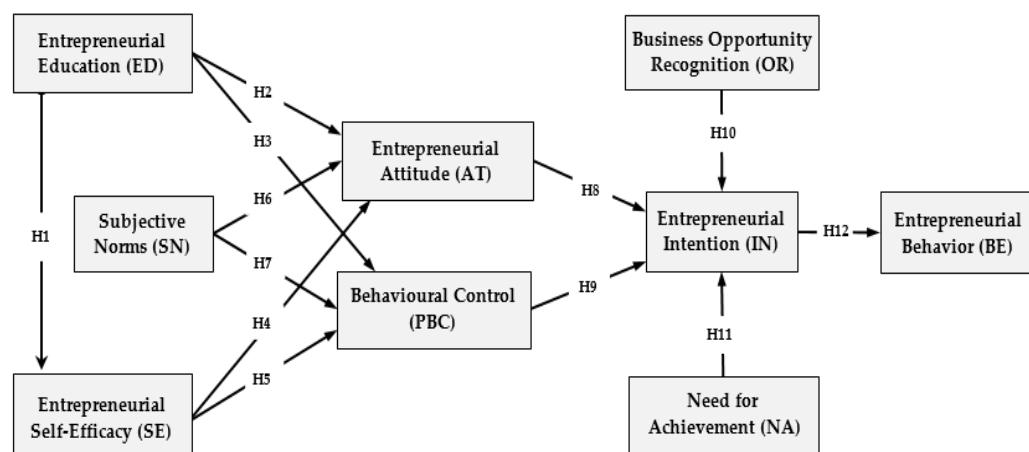 Entrepreneurial
Education (ED)
Business Opportunity
Recognition (OR)
H2
H3
H10
Entrepreneurial
Attitude (AT)
H6
H8
Subjective
Norms (SN)
H1
Entrepreneurial
Intention (IN)
H12
Entrepreneurial
Behavior (BE)
H7
Behavioural Control
(PBC)
H9
H4
H11
H5
Entrepreneurial
Self-Efficacy (SE)
Need for
Achievement (NA)